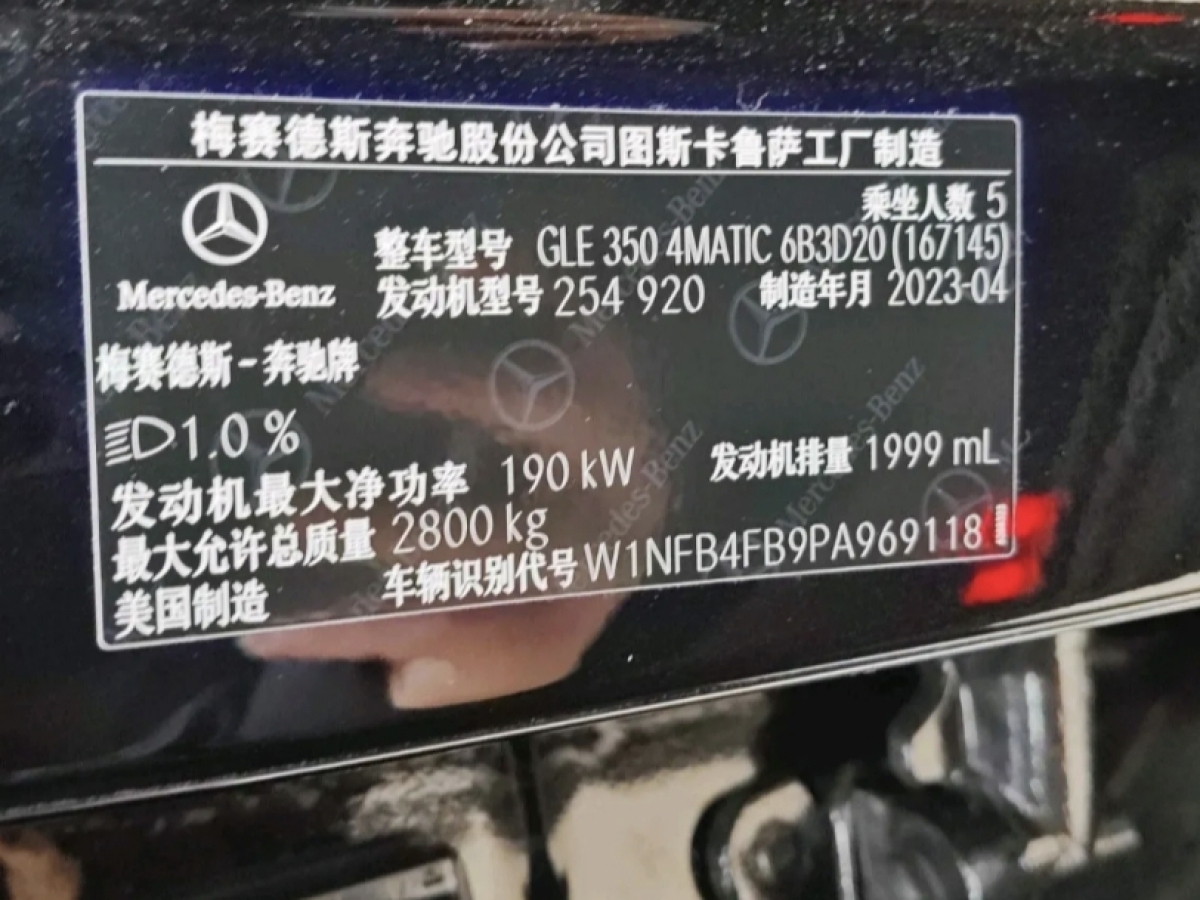 梅赛德斯奔驰股份公司图斯卡鲁萨工厂制造
乘坐人数 5
整车型号 GLE 350 4MATIC 6B3D20 (167145)
Mercedes-Benz
发动机型号 254 920 制造年月 2023-04
梅赛德斯-奔驰牌
1.0 %
发动机最大净功率 190 kW 发动机排量 1999 mL
最大允许总质量 2800 kg
美国制造 车辆识别代号 W1NFB4FB9PA969118